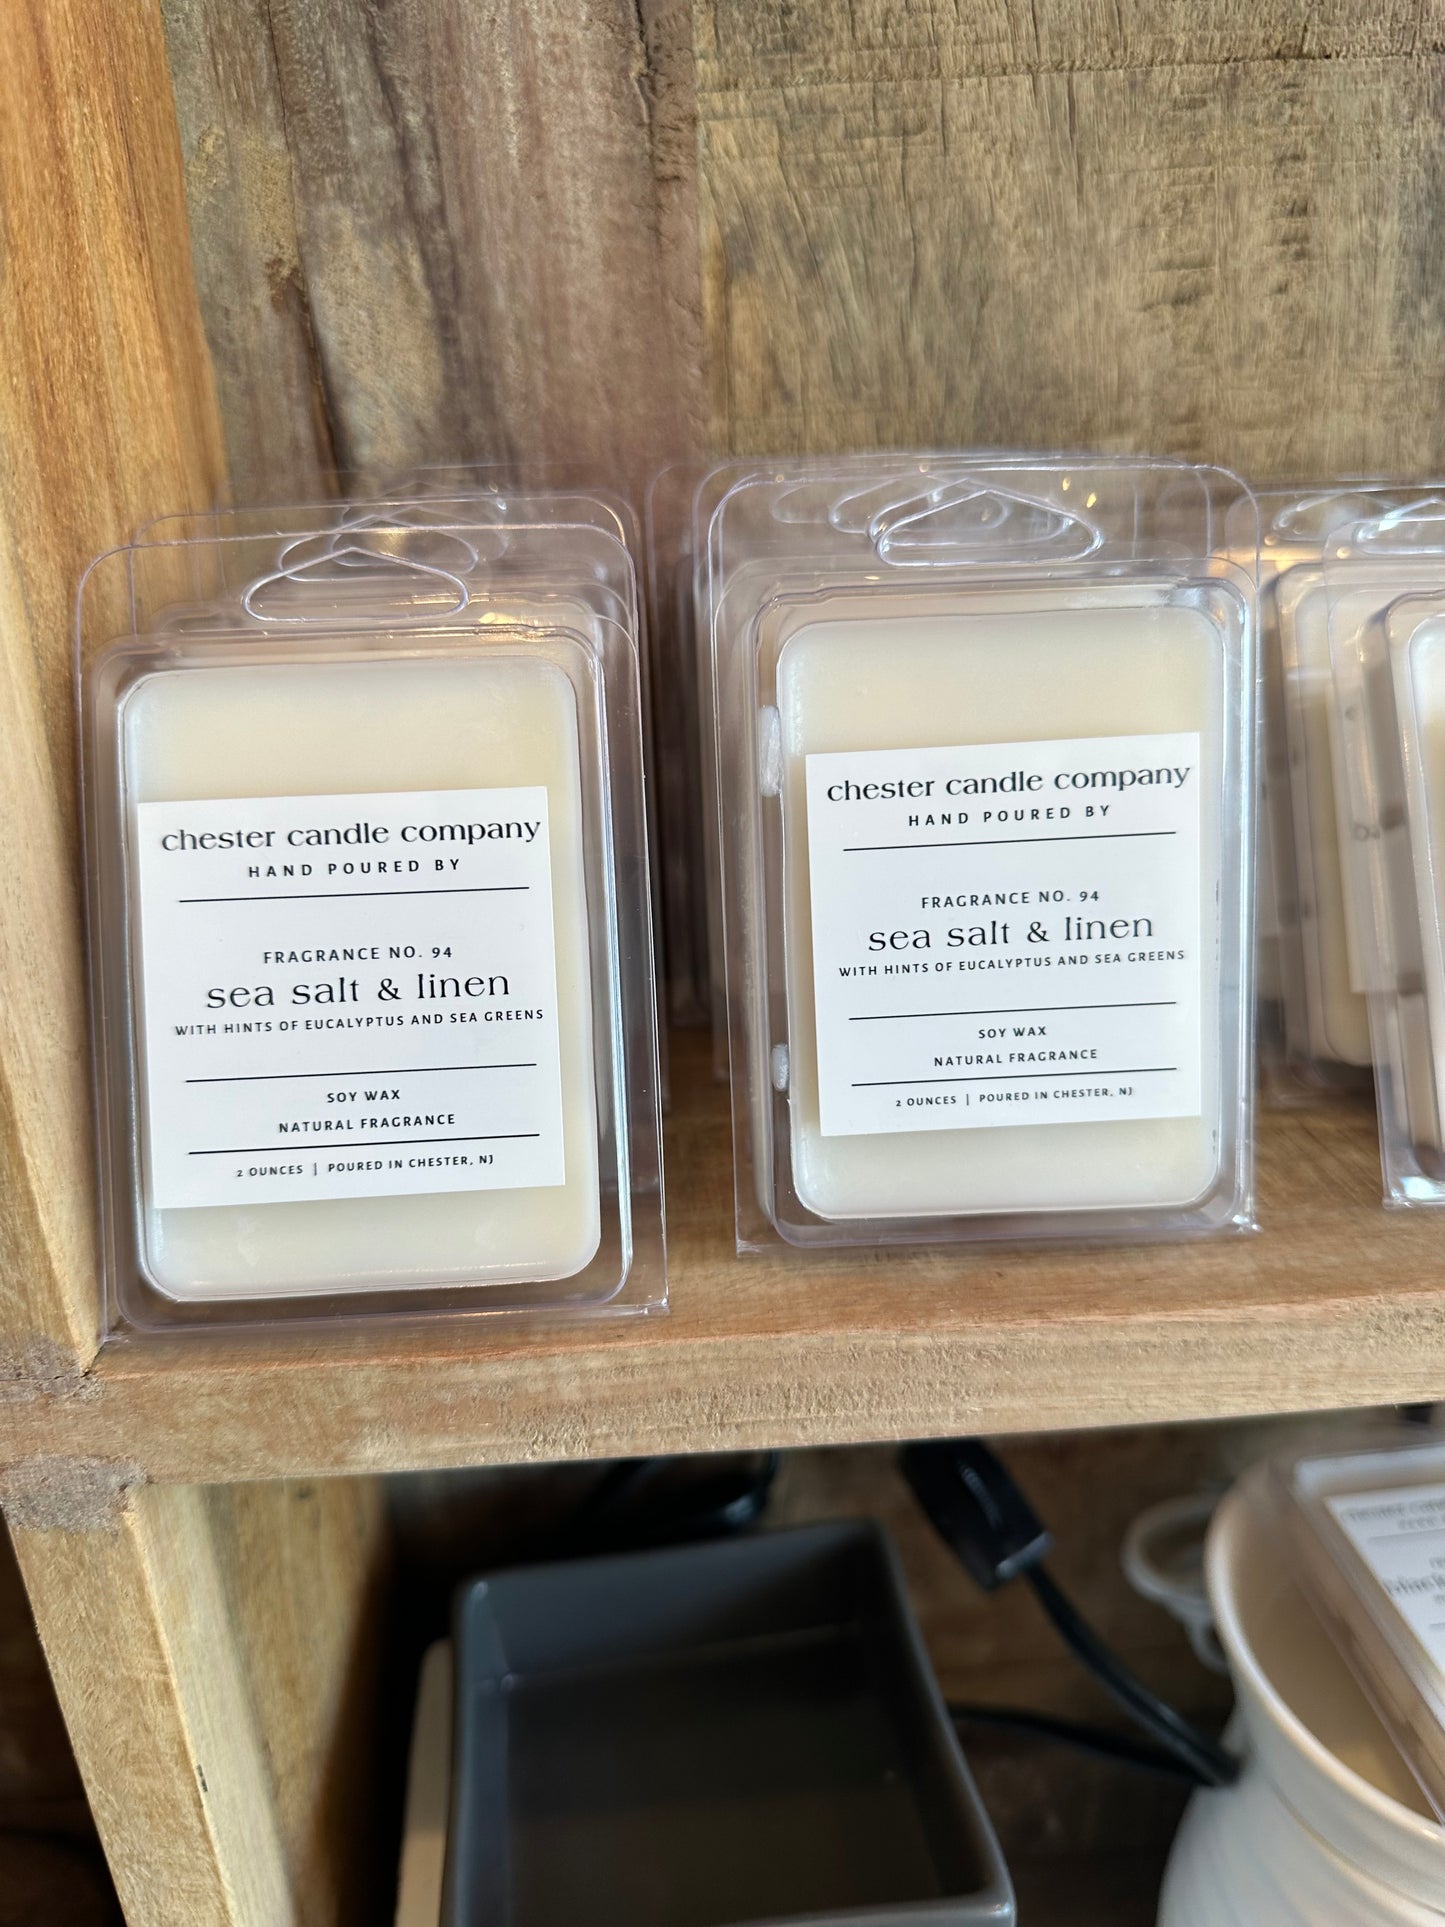 chester candle company
HAND POURED BY
FRAGRANCE NO. 94
sea salt & linen
WITH HINTS OF EUCALYPTUS AND SEA GREENS
SOY WAX
NATURAL FRAGRANCE
2 OUNCES | POURED IN CHESTER, NJ
chester candle company
HAND POURED BY
FRAGRANCE NO. 94
sea salt & linen
WITH HINTS OF EUCALYPTUS AND SEA GREENS
SOY WAX
NATURAL FRAGRANCE
2 OUNCES | POURED IN CHESTER, NJ